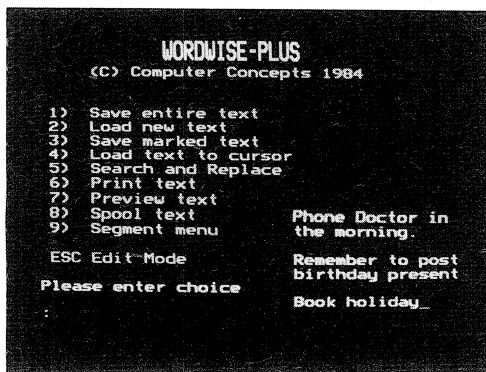 WORDWISE-PLUS
(C) Computer Concepts 1984
1) Save entire text
2) Load new text
3) Save marked text
4) Load text to cursor
5) Search and Replace
6) Print text
7) Preview text
8) Spool text
9) Segment menu
ESC Edit Mode
Please enter choice
:
Phone Doctor in
the morning.
Remember to post
birthday present
Book holiday_